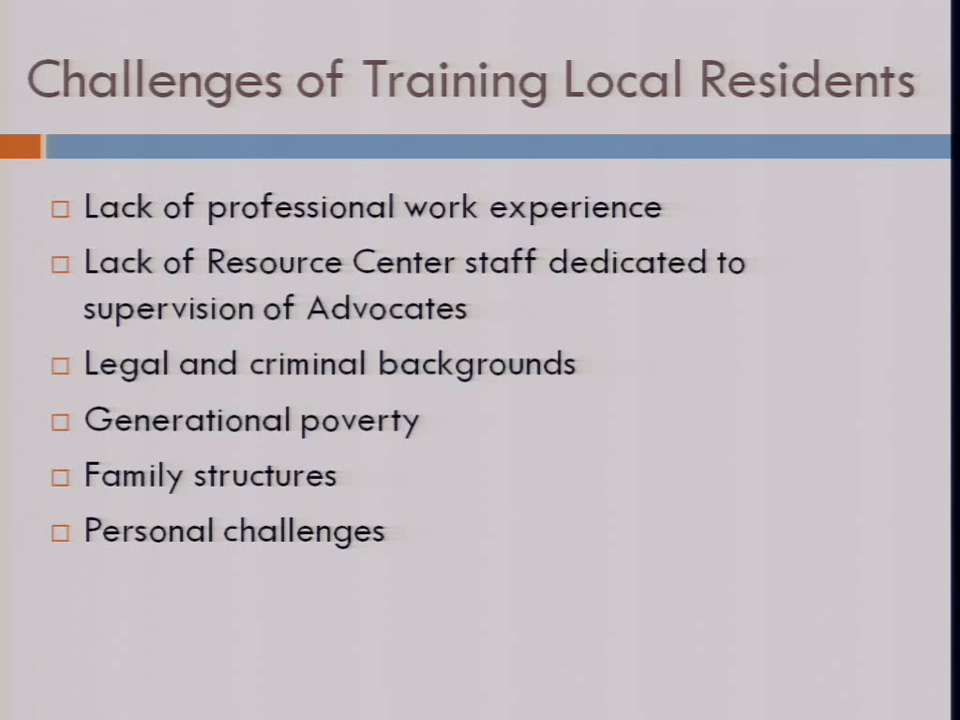 Challenges of Training Local Residents
Lack of professional work experience
Lack of Resource Center staff dedicated to
supervision of Advocates
Legal and criminal backgrounds
Generational poverty
Family structures
Personal challenges